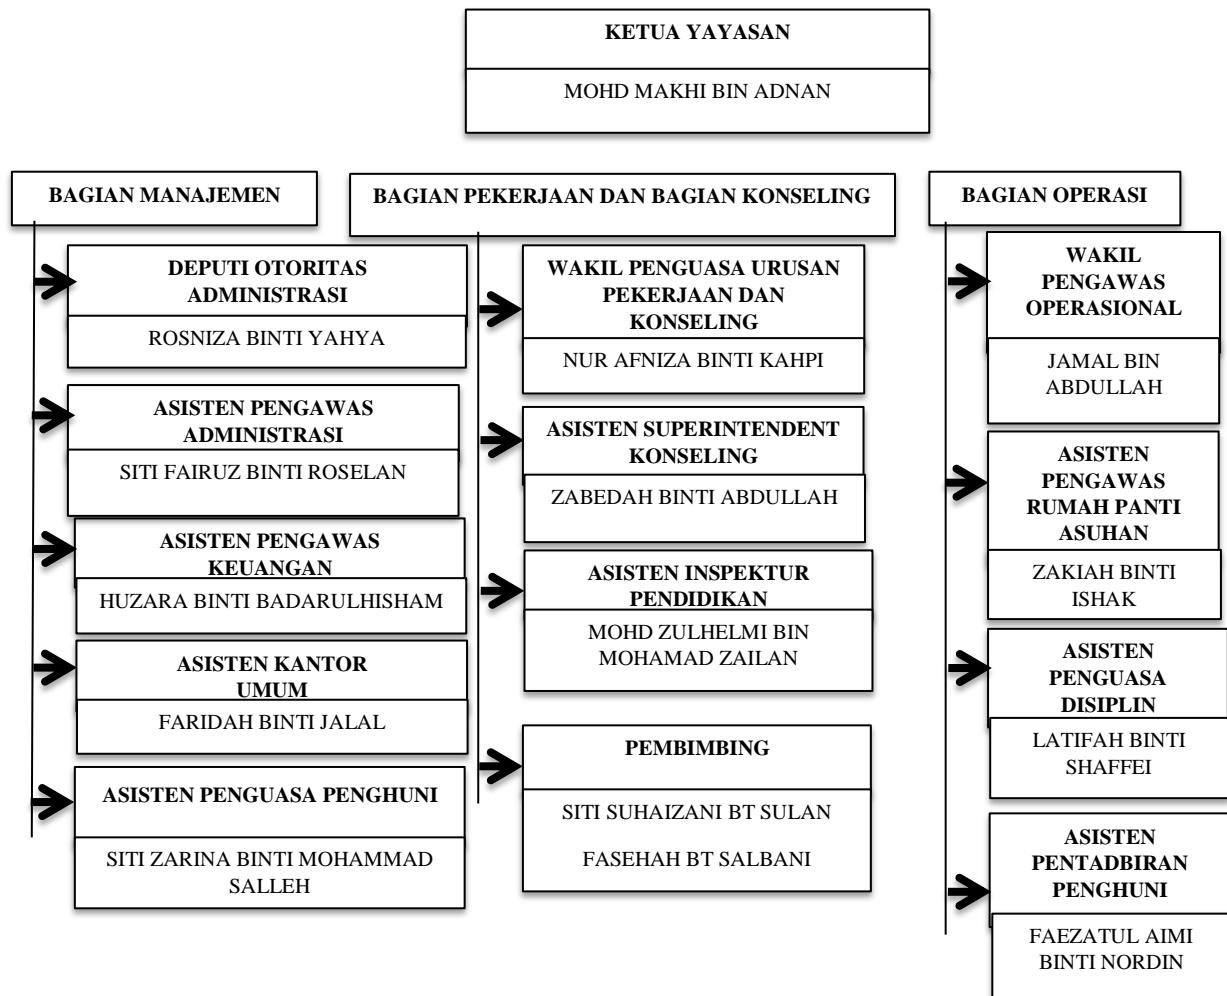 KETUA YAYASAN
MOHD MAKHI BIN ADNAN
BAGIAN MANAJEMEN
DEPUTI OTORITAS
ADMINISTRASI
ROSNIZA BINTI YAHYA
ASISTEN PENGAWAS
ADMINISTRASI
SITI FAIRUZ BINTI ROSELAN
ASISTEN PENGAWAS
KEUANGAN
HUZARA BINTI BADARULHISHAM
ASISTEN KANTOR
UMUM
FARIDAH BINTI JALAL
ASISTEN PENGUASA PENGHUNI
SITI ZARINA BINTI MOHAMMAD
SALLEH
BAGIAN PEKERJAAN DAN BAGIAN KONSELING
WAKIL PENGUASA URUSAN
PEKERJAAN DAN
KONSELING
NUR AFNIZA BINTI KAHPI
ASISTEN SUPERINTENDENT
KONSELING
ZABEDAH BINTI ABDULLAH
ASISTEN INSPEKTUR
PENDIDIKAN
MOHD ZULHELMI BIN
MOHAMAD ZAILAN
PEMBIMBING
SITI SUHAIZANI BT SULAN
FASEHAH BT SALBANI
BAGIAN OPERASI
WAKIL
PENGAWAS
OPERASIONAL
JAMAL BIN
ABDULLAH
ASISTEN
PENGAWAS
RUMAH PANTI
ASUHAN
ZAKIAH BINTI
ISHAK
ASISTEN
PENGUASA
DISIPLIN
LATIFAH BINTI
SHAFFEI
ASISTEN
PENTADBIRAN
PENGHUNI
FAEZATUL AIMI
BINTI NORDIN